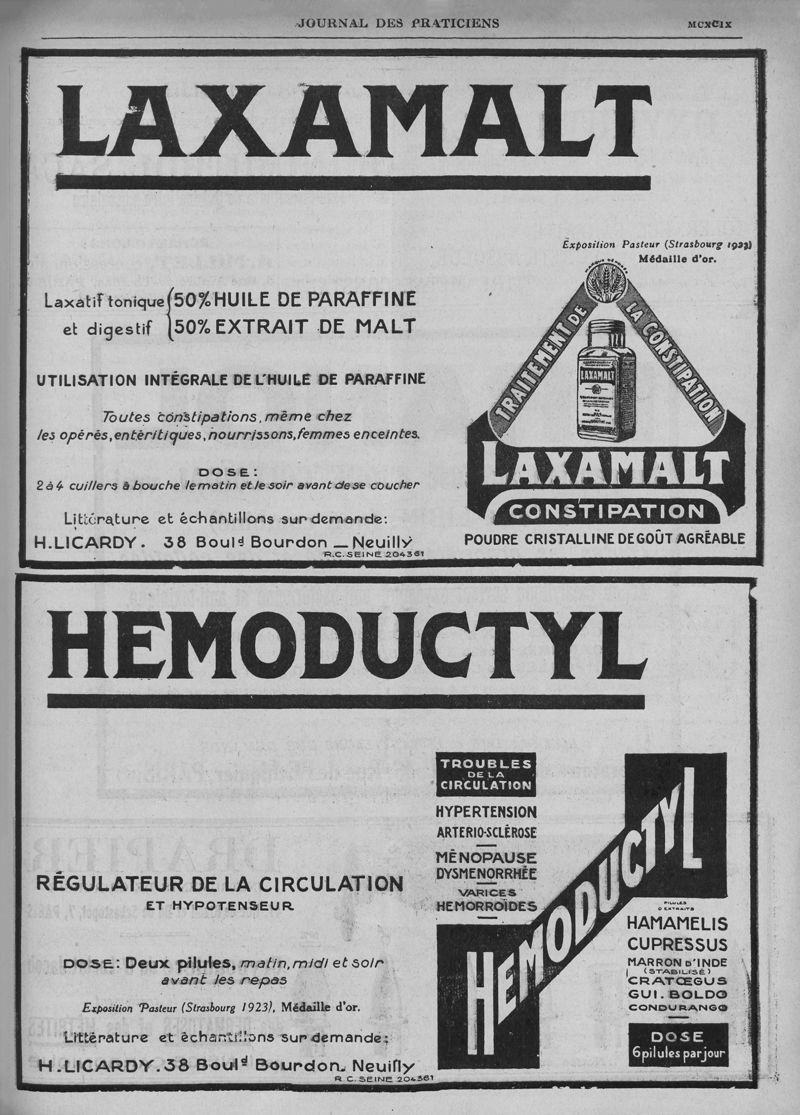 JOURNAL DES PRATICIENS
MCXCIX
LAXAMALT
Exposition Pasteur (Strasbourg 1923)
Médaille d'or.
Laxatif tonique
et digestif
50% HUILE DE PARAFFINE
50% EXTRAIT DE MALT
UTILISATION INTÉGRALE DE L'HUILE DE PARAFFINE
Toutes constipations, même chez
les opérés, entéritiques, nourrissons, femmes enceintes.
DOSE:
2 à 4 cuillers à bouche le matin et le soir avant de se coucher
Littérature et échantillons sur demande:
H. LICARDY. 38 Boulᵈ Bourdon _ Neuilly
R.C. SEINE 204361
MARQUE DÉPOSÉE
TRAITEMENT DE
LA CONSTIPATION
LAXAMALT
LAXAMALT
CONSTIPATION
POUDRE CRISTALLINE DE GOÛT AGRÉABLE
HEMODUCTYL
RÉGULATEUR DE LA CIRCULATION
ET HYPOTENSEUR
DOSE: Deux pilules, matin, midi et soir
avant les repas
Exposition Pasteur (Strasbourg 1923), Médaille d'or.
Littérature et échantillons sur demande:
H. LICARDY. 38 Boulᵈ Bourdon_ Neuilly
R.C. SEINE 204361
TROUBLES
DE LA
CIRCULATION
HYPERTENSION
ARTERIO-SCLÉROSE
MÉNOPAUSE
DYSMENORRHÉE
VARICES
HEMORROÏDES
HEMODUCTYL
PILULES
D'EXTRAITS
HAMAMELIS
CUPRESSUS
MARRON D'INDE
(STABILISÉ)
CRATŒGUS
GUI. BOLDO
CONDURANGO
DOSE
6 pilules par jour